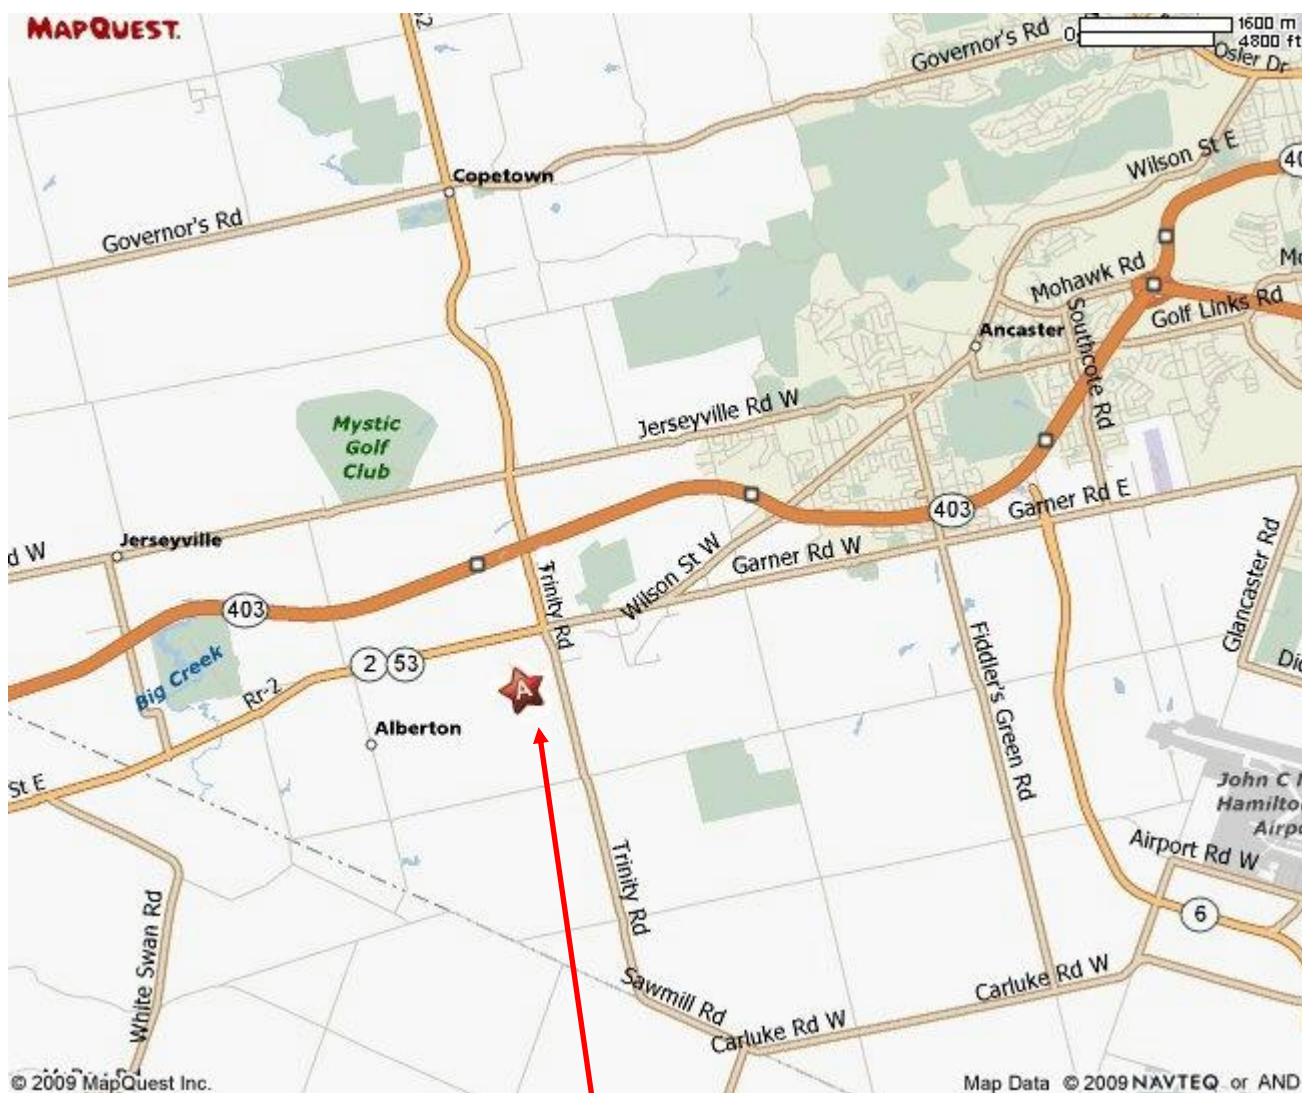 MAPQUEST.
0
1600 m
4800 ft
Governor's Rd
Osler Dr
Wilson St E
Copetown
Governor's Rd
Mohawk Rd
Golf Links Rd
Ancaster
Southcote Rd
Mystic
Golf
Club
Jerseyville Rd W
403
Garner Rd E
Jerseyville
d W
Garner Rd W
Wilson St W
Trinity Rd
Glancaster Rd
403
Big Creek
Rr-2
2
53
A
Fiddler's Green Rd
Alberton
St E
John C
Hamilto
Airpo
Airport Rd W
Trinity Rd
White Swan Rd
6
Sawmill Rd
Carluke Rd W
Carluke Rd W
© 2009 MapQuest Inc.
Map Data © 2009 NAVTEQ or AND